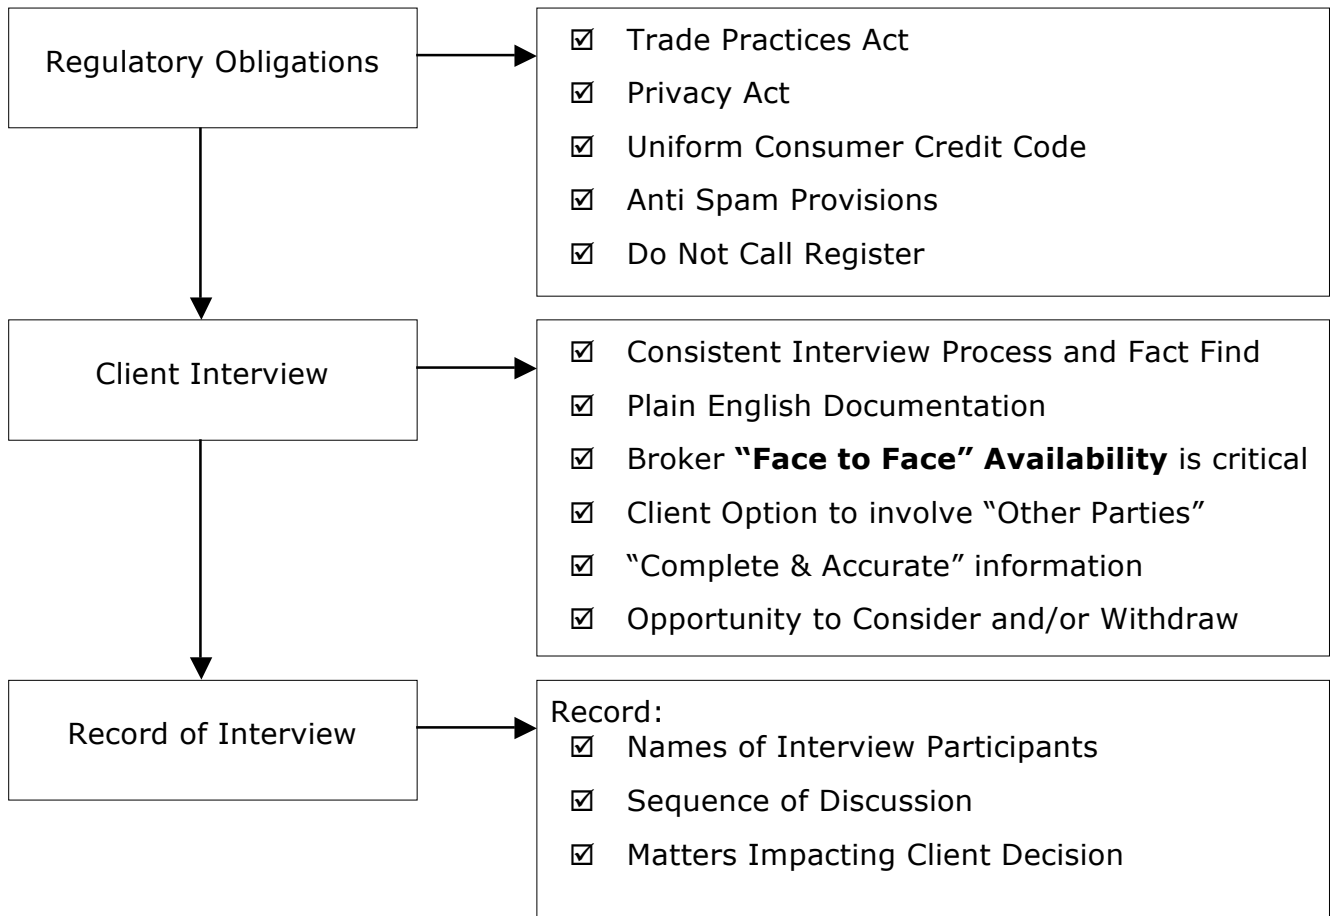 Regulatory Obligations
☑ Trade Practices Act
☑ Privacy Act
☑ Uniform Consumer Credit Code
☑ Anti Spam Provisions
☑ Do Not Call Register
Client Interview
☑ Consistent Interview Process and Fact Find
☑ Plain English Documentation
☑ Broker “Face to Face” Availability is critical
☑ Client Option to involve “Other Parties”
☑ “Complete & Accurate” information
☑ Opportunity to Consider and/or Withdraw
Record of Interview
Record:
☑ Names of Interview Participants
☑ Sequence of Discussion
☑ Matters Impacting Client Decision